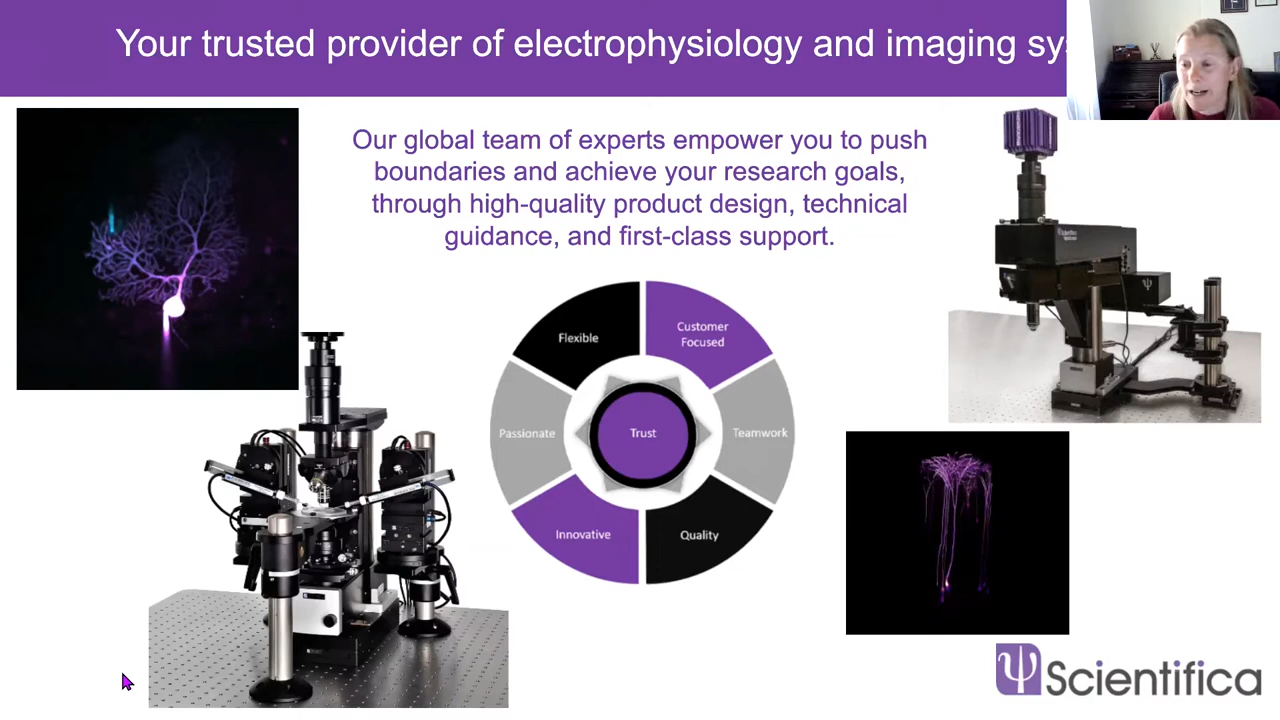 Your trusted provider of electrophysiology and imaging
Our global team of experts empower you to push
boundaries and achieve your research goals,
through high-quality product design, technical
guidance, and first-class support.
Flexible
Customer
Focused
Passionate
Trust
Teamwork
Innovative
Quality
Ψ Scientifica